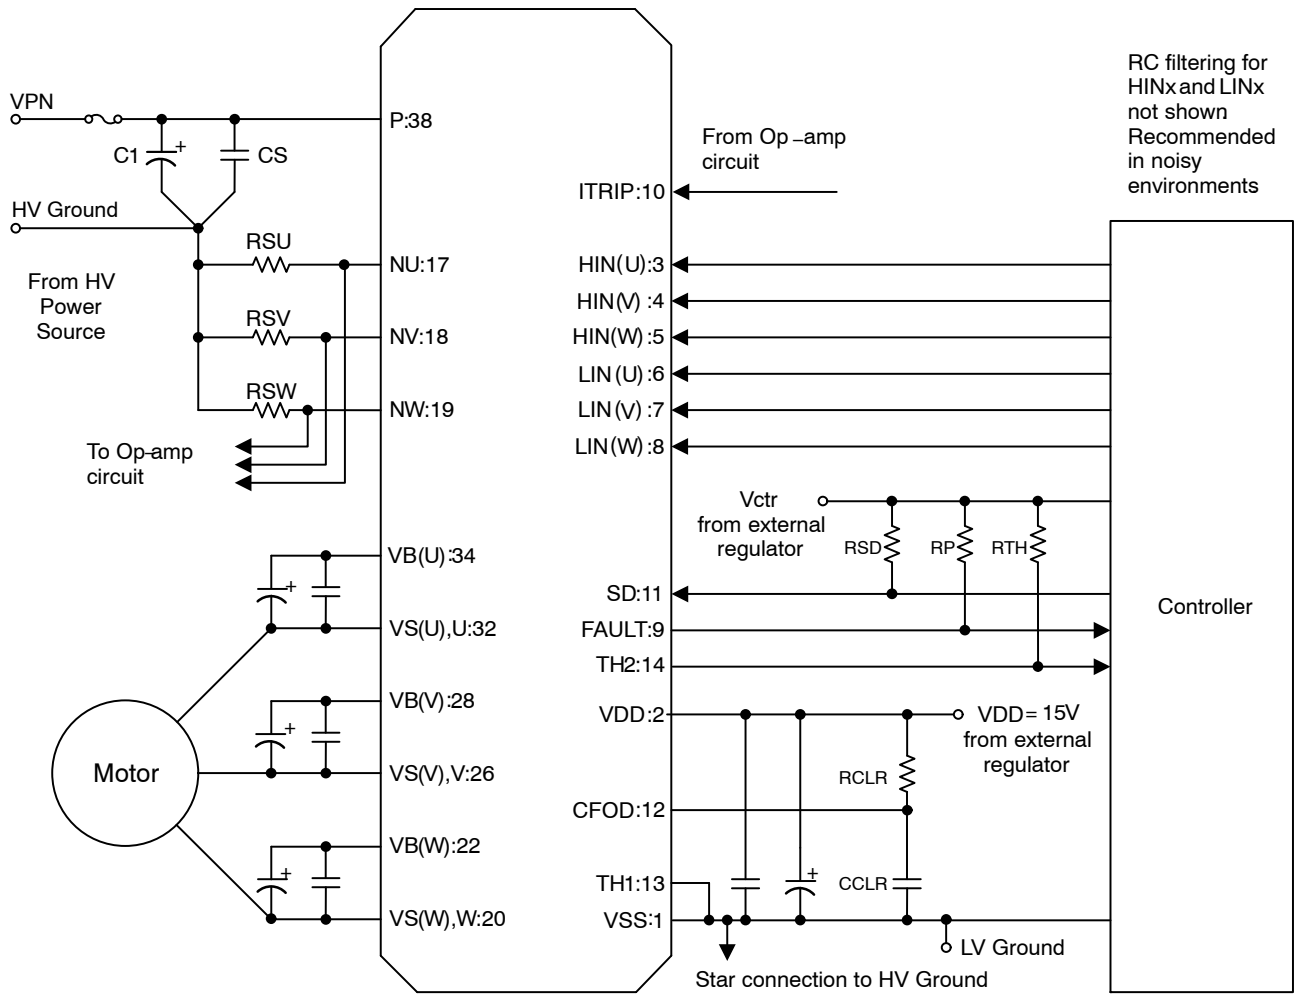 VPN
C1
+
CS
HV Ground
From HV
Power
Source
RSU
RSV
RSW
To Op-amp
circuit
+
+
+
Motor
P:38
NU:17
NV:18
NW:19
VB(U):34
VS(U),U:32
VB(V):28
VS(V),V:26
VB(W):22
VS(W),W:20
ITRIP:10
HIN(U):3
HIN(V) :4
HIN(W):5
LIN(U) :6
LIN(V) :7
LIN(W):8
SD:11
FAULT:9
TH2:14
VDD:2
CFOD:12
TH1:13
VSS:1
From Op–amp
circuit
Vctr
from external
regulator
RSD
RP
RTH
VDD= 15V
from external
regulator
RCLR
+
CCLR
LV Ground
Star connection to HV Ground
RC filtering for
HINx and LINx
not shown.
Recommended
in noisy
environments
Controller